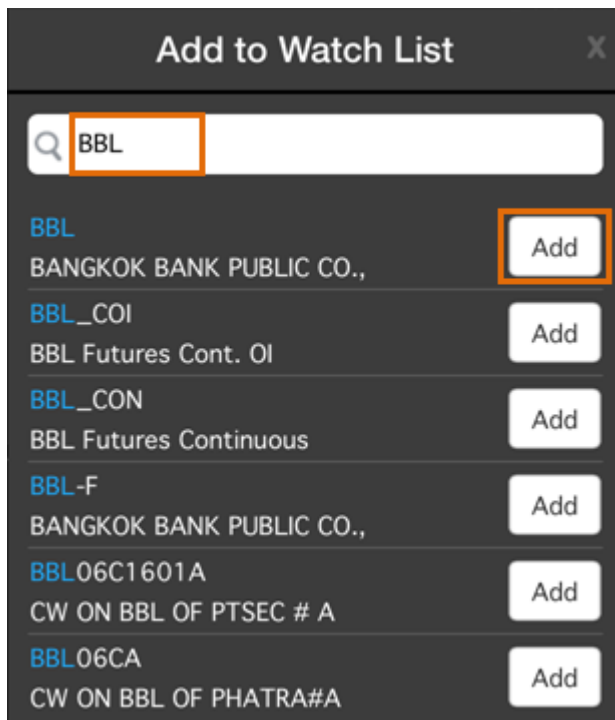 Add to Watch List X
BBL
BBL
BANGKOK BANK PUBLIC CO.,
Add
BBL_COI
BBL Futures Cont. OI
Add
BBL_CON
BBL Futures Continuous
Add
BBL-F
BANGKOK BANK PUBLIC CO.,
Add
BBL06C1601A
CW ON BBL OF PTSEC # A
Add
BBL06CA
CW ON BBL OF PHATRA#A
Add